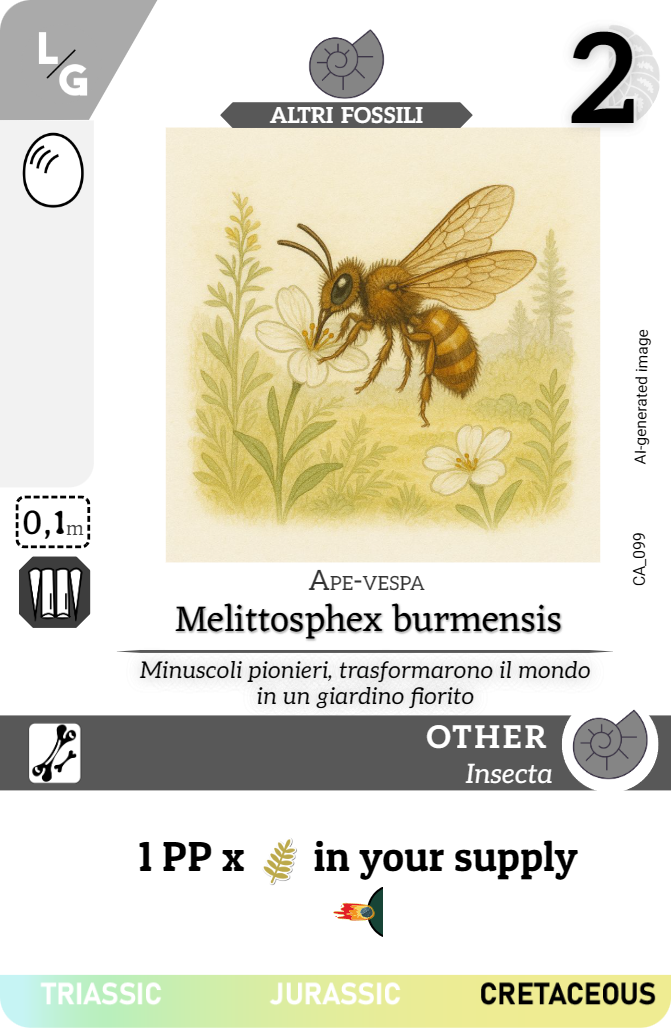 L/G
2
ALTRI FOSSILI
AI-generated image
CA_099
0,1m
Ape-vespa
Melittosphex burmensis
Minuscoli pionieri, trasformarono il mondo
in un giardino fiorito
OTHER
Insecta
1 PP x in your supply
TRIASSIC JURASSIC CRETACEOUS